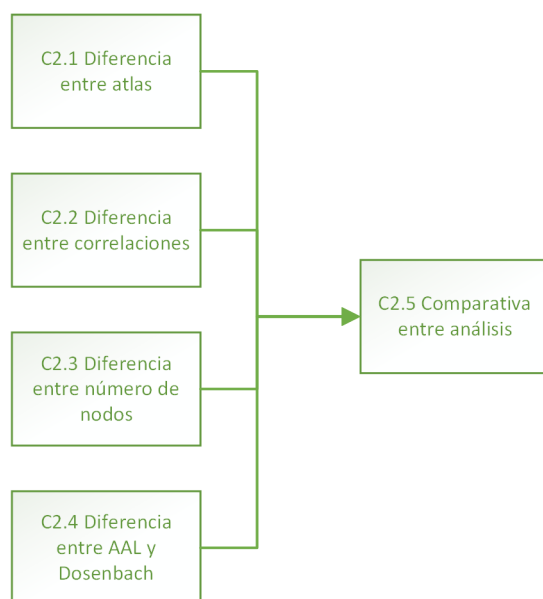 C2.1 Diferencia
entre atlas
C2.2 Diferencia
entre correlaciones
C2.3 Diferencia
entre número de
nodos
C2.4 Diferencia
entre AAL y
Dosenbach
C2.5 Comparativa
entre análisis